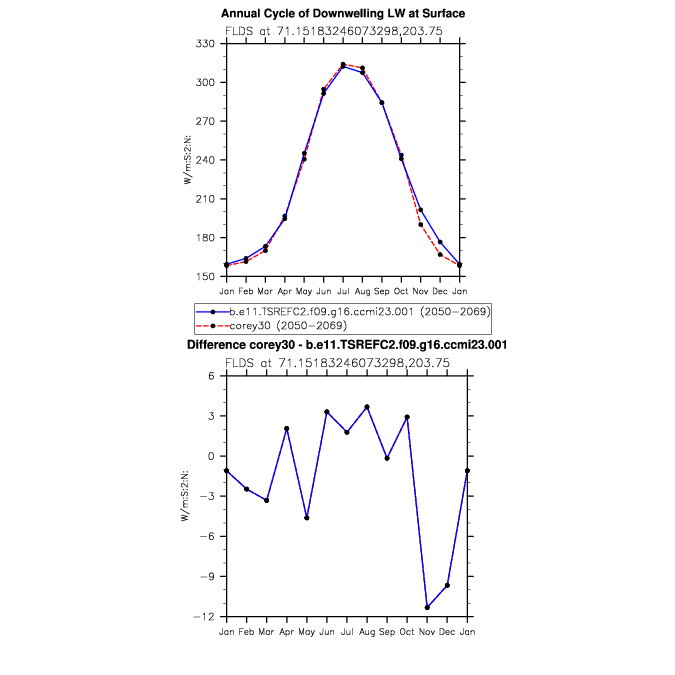 Annual Cycle of Downwelling LW at Surface
FLDS at 71.15183246073298,203.75
330
300
270
240
210
180
150
W/m:S:2:N:
Jan Feb Mar Apr May Jun Jul Aug Sep Oct Nov Dec Jan
b.e11.TSREFC2.f09.g16.ccmi23.001 (2050-2069)
corey30 (2050-2069)
Difference corey30 - b.e11.TSREFC2.f09.g16.ccmi23.001
FLDS at 71.15183246073298,203.75
6
3
0
-3
-6
-9
-12
W/m:S:2:N:
Jan Feb Mar Apr May Jun Jul Aug Sep Oct Nov Dec Jan